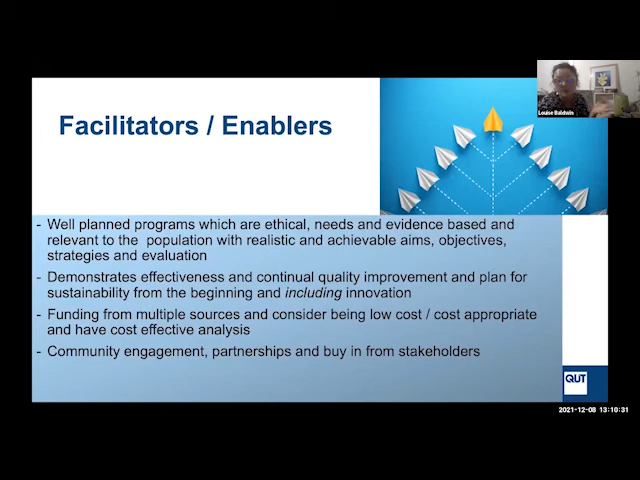 Louise Baldwin
Facilitators / Enablers
- Well planned programs which are ethical, needs and evidence based and
relevant to the population with realistic and achievable aims, objectives,
strategies and evaluation
- Demonstrates effectiveness and continual quality improvement and plan for
sustainability from the beginning and including innovation
- Funding from multiple sources and consider being low cost / cost appropriate
and have cost effective analysis
- Community engagement, partnerships and buy in from stakeholders
QUT
2021-12-08 13:10:31